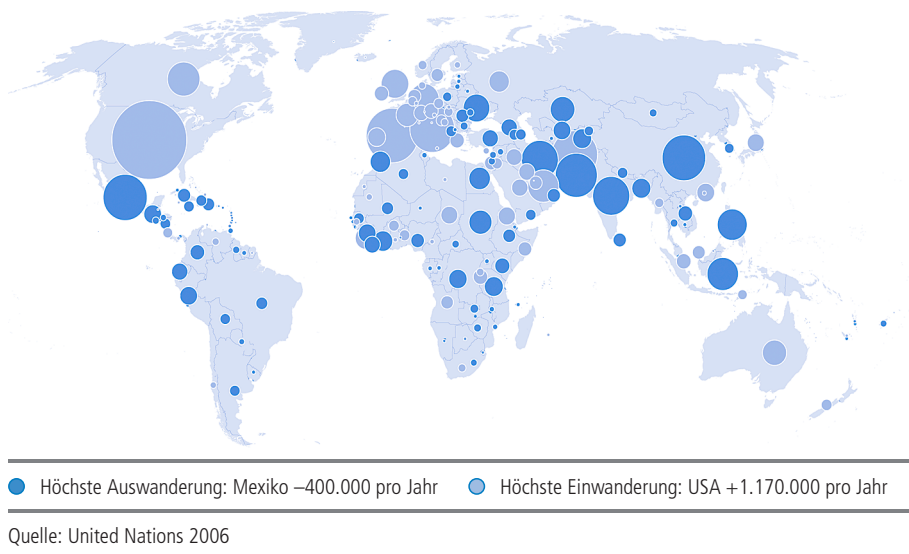 Höchste Auswanderung: Mexiko –400.000 pro Jahr
Höchste Einwanderung: USA +1.170.000 pro Jahr
Quelle: United Nations 2006